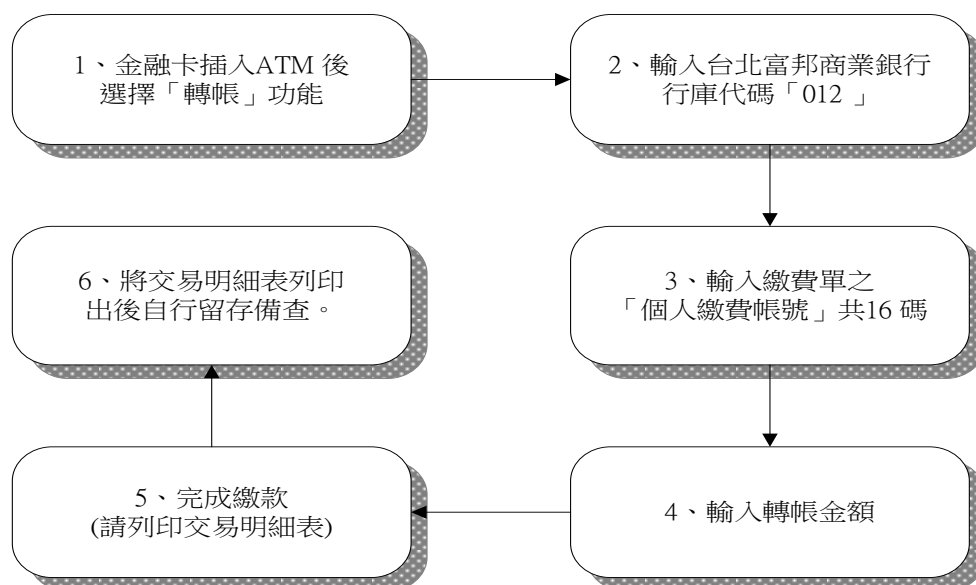 1、金融卡插入ATM 後
選擇「轉帳」功能
2、輸入台北富邦商業銀行
行庫代碼「012 」
3、輸入繳費單之
「個人繳費帳號」共16 碼
4、輸入轉帳金額
5、完成繳款
(請列印交易明細表)
6、將交易明細表列印
出後自行留存備查。